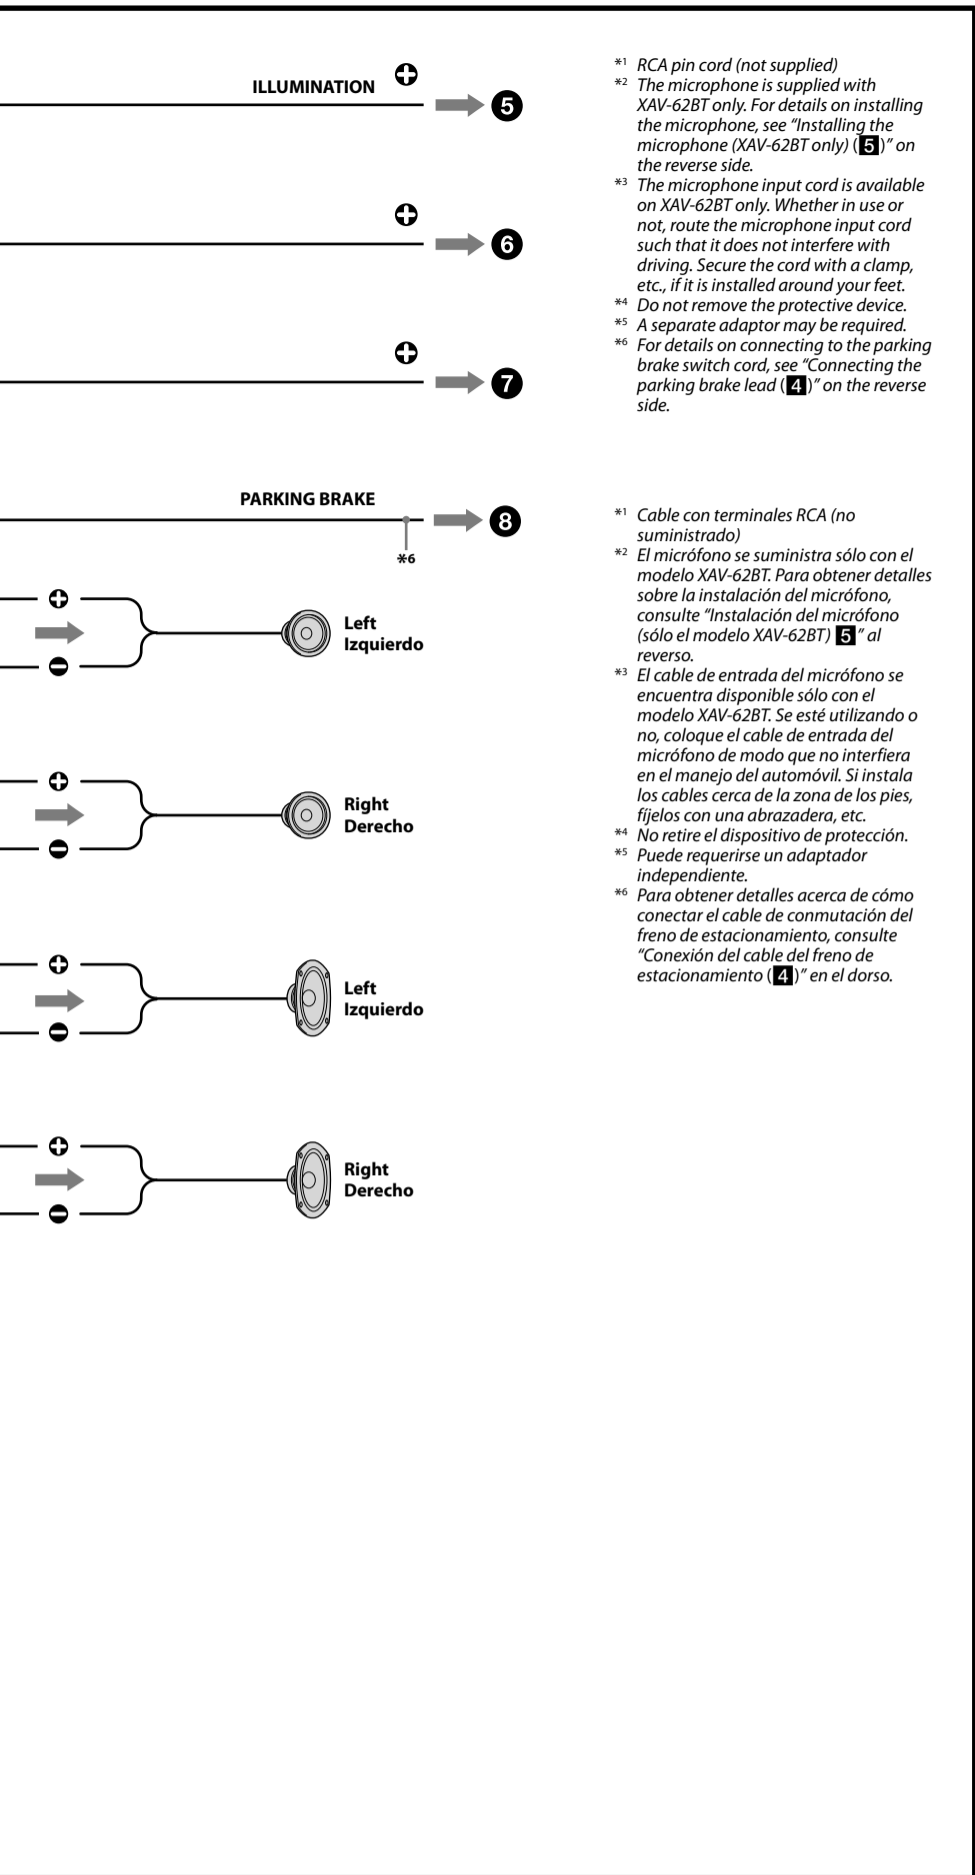 ILLUMINATION
5
6
7
PARKING BRAKE
8
*6
Left
Izquierdo
Right
Derecho
Left
Izquierdo
Right
Derecho
*1 RCA pin cord (not supplied)
*2 The microphone is supplied with
XAV-62BT only. For details on installing
the microphone, see “Installing the
microphone (XAV-62BT only) (5)” on
the reverse side.
*3 The microphone input cord is available
on XAV-62BT only. Whether in use or
not, route the microphone input cord
such that it does not interfere with
driving. Secure the cord with a clamp,
etc., if it is installed around your feet.
*4 Do not remove the protective device.
*5 A separate adaptor may be required.
*6 For details on connecting to the parking
brake switch cord, see “Connecting the
parking brake lead (4)” on the reverse
side.
*1 Cable con terminales RCA (no
suministrado)
*2 El micrófono se suministra sólo con el
modelo XAV-62BT. Para obtener detalles
sobre la instalación del micrófono,
consulte “Instalación del micrófono
(sólo el modelo XAV-62BT) 5” al
reverso.
*3 El cable de entrada del micrófono se
encuentra disponible sólo con el
modelo XAV-62BT. Se esté utilizando o
no, coloque el cable de entrada del
micrófono de modo que no interfiera
en el manejo del automóvil. Si instala
los cables cerca de la zona de los pies,
fíjelos con una abrazadera, etc.
*4 No retire el dispositivo de protección.
*5 Puede requerirse un adaptador
independiente.
*6 Para obtener detalles acerca de cómo
conectar el cable de conmutación del
freno de estacionamiento, consulte
“Conexión del cable del freno de
estacionamiento (4)” en el dorso.